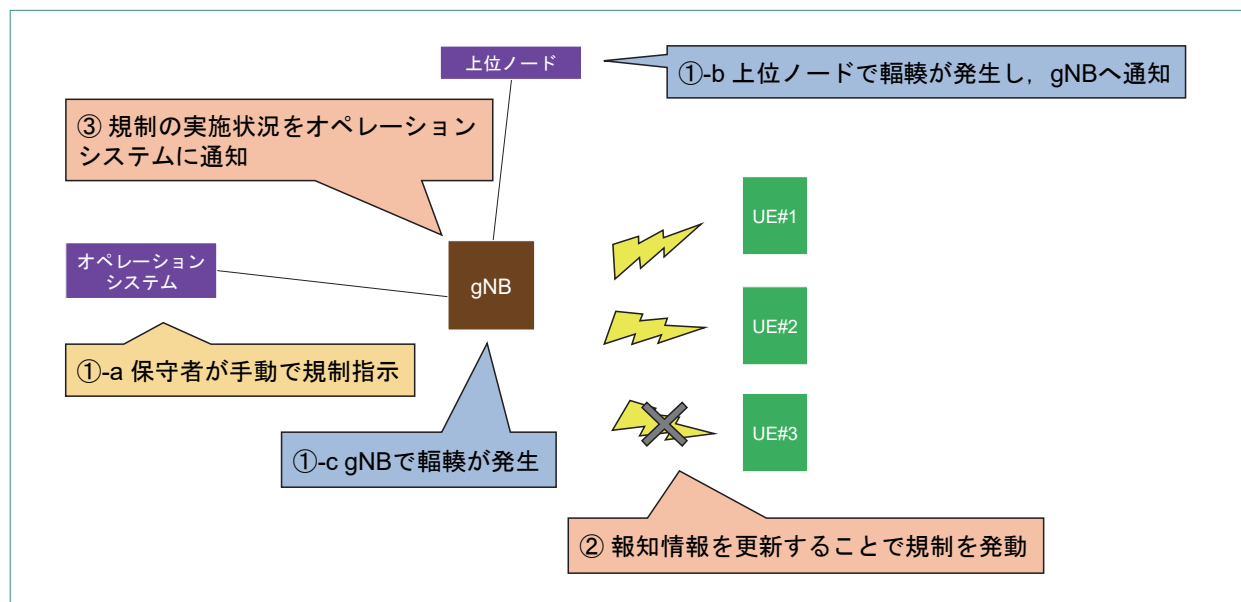 上位ノード
①-b 上位ノードで輻輳が発生し，gNBへ通知
③ 規制の実施状況をオペレーション
システムに通知
UE#1
オペレーション
システム
gNB
UE#2
①-a 保守者が手動で規制指示
UE#3
①-c gNBで輻輳が発生
② 報知情報を更新することで規制を発動